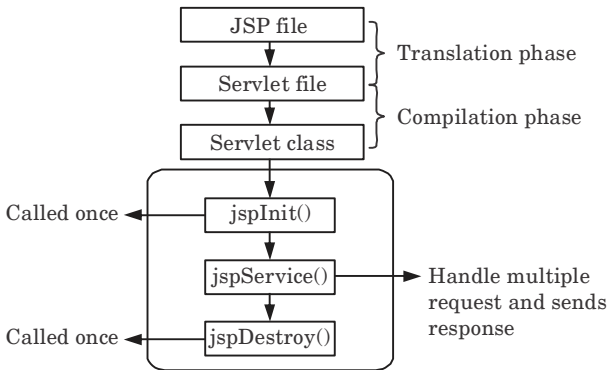 JSP file
Translation phase
Servlet file
Compilation phase
Servlet class
Called once
jspInit()
jspService()
Handle multiple
request and sends
response
Called once
jspDestroy()